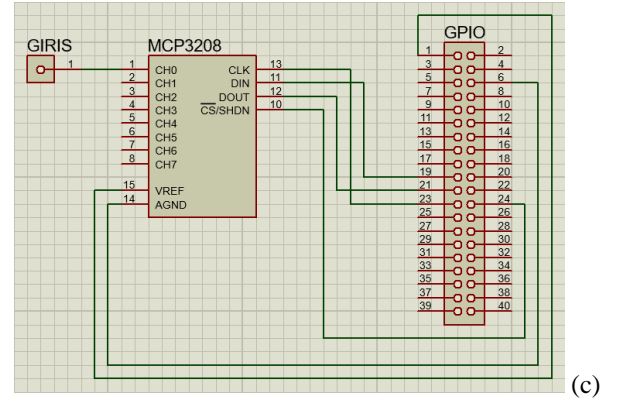 GPIO
GIRIS MCP3208
1 1 CH0 CLK 13 1 2
2 CH1 DIN 11 3 4
3 CH2 DOUT 12 5 6
4 CH3 CS/SHDN 10 7 8
5 CH4 9 10
6 CH5 11 12
7 CH6 13 14
8 CH7 15 16
17 18
15 VREF 19 20
14 AGND 21 22
23 24
25 26
27 28
29 30
31 32
33 34
35 36
37 38
39 40
(c)